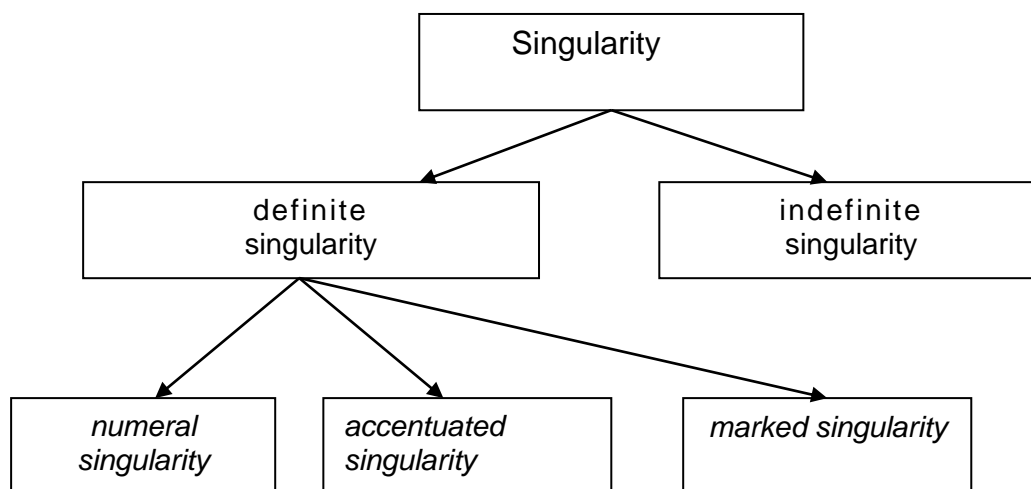 Singularity
definite
singularity
indefinite
singularity
numeral
singularity
accentuated
singularity
marked singularity